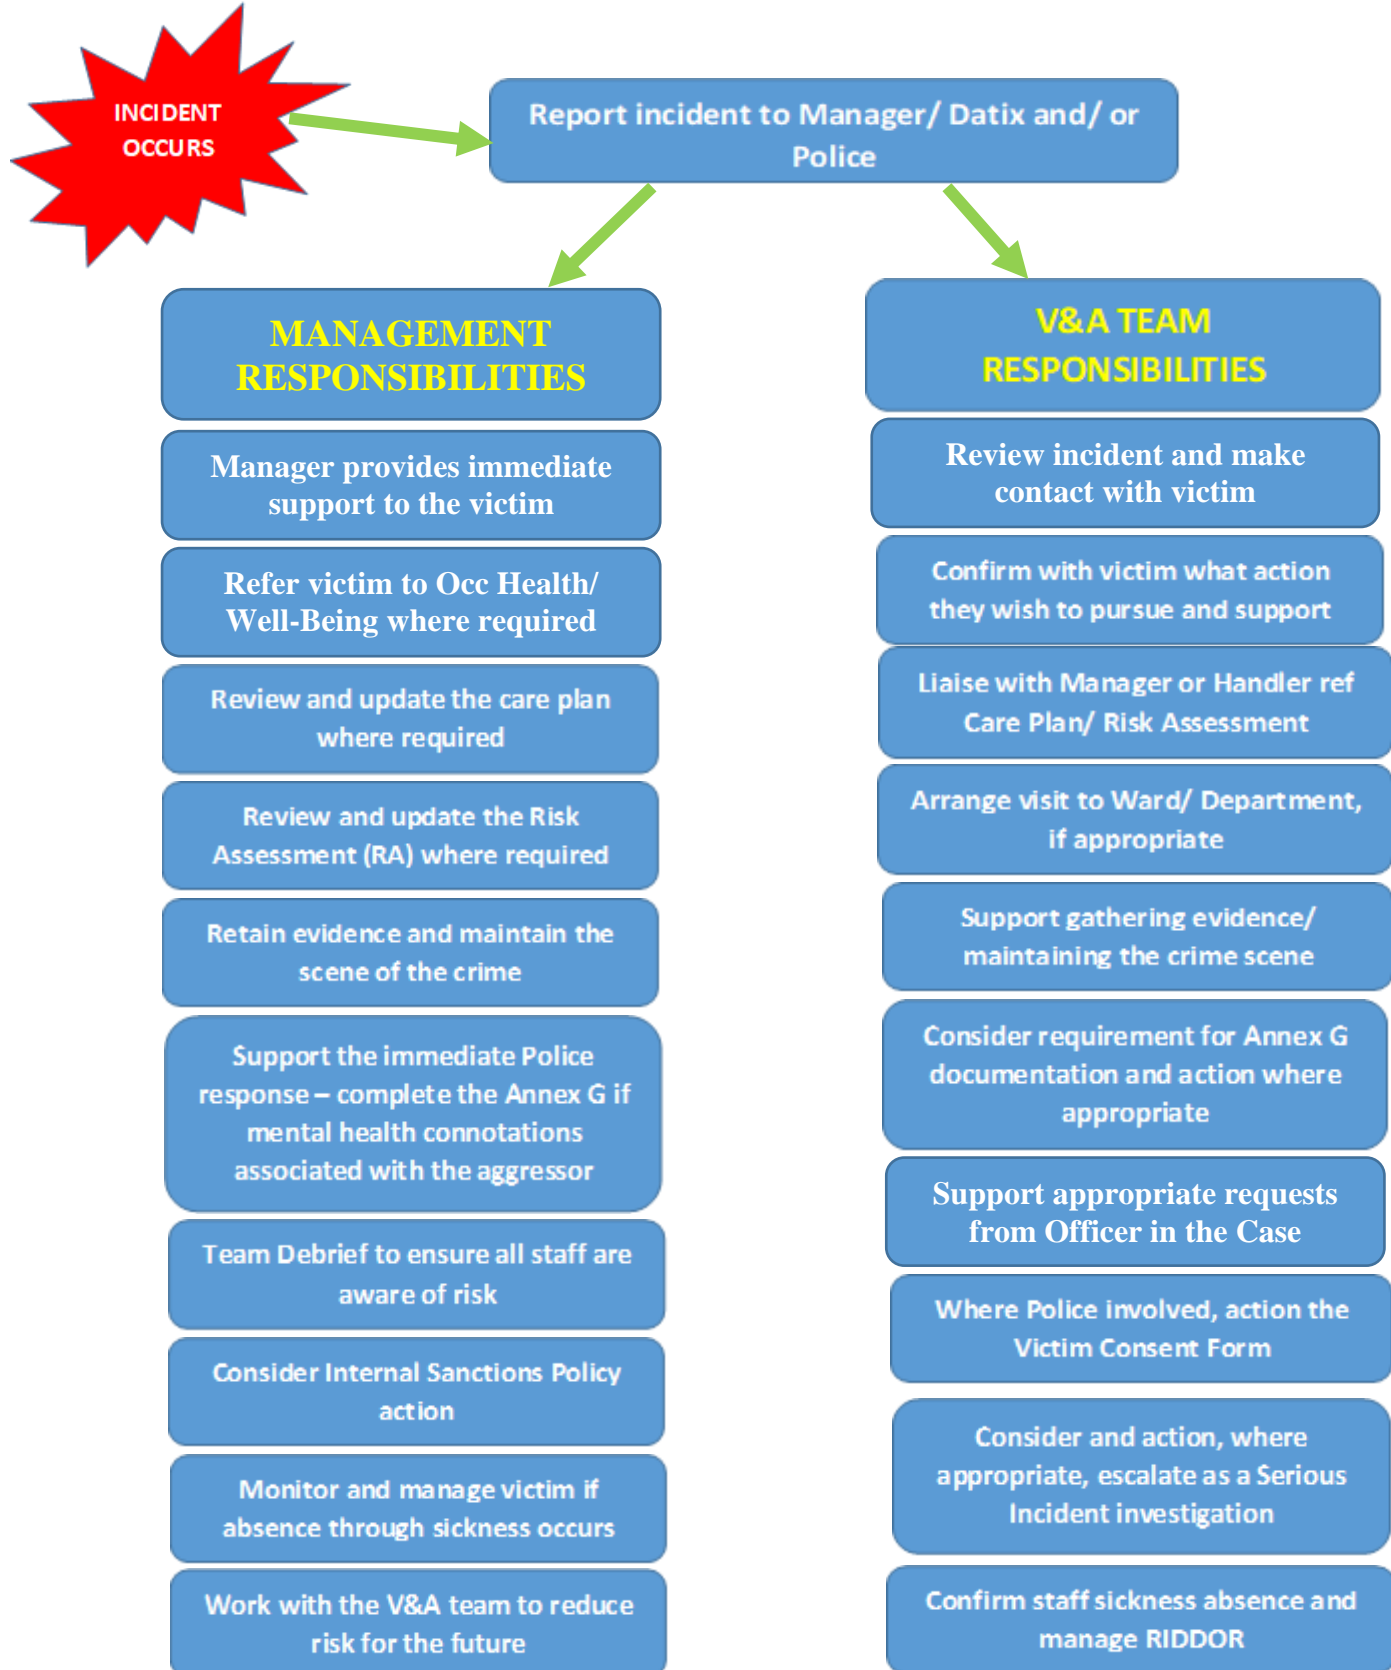 INCIDENT
OCCURS
Report incident to Manager/ Datix and/ or
Police
MANAGEMENT
RESPONSIBILITIES
Manager provides immediate
support to the victim
Refer victim to Occ Health/
Well-Being where required
Review and update the care plan
where required
Review and update the Risk
Assessment (RA) where required
Retain evidence and maintain the
scene of the crime
Support the immediate Police
response – complete the Annex G if
mental health connotations
associated with the aggressor
Team Debrief to ensure all staff are
aware of risk
Consider Internal Sanctions Policy
action
Monitor and manage victim if
absence through sickness occurs
Work with the V&A team to reduce
risk for the future
V&A TEAM
RESPONSIBILITIES
Review incident and make
contact with victim
Confirm with victim what action
they wish to pursue and support
Liaise with Manager or Handler ref
Care Plan/ Risk Assessment
Arrange visit to Ward/ Department,
if appropriate
Support gathering evidence/
maintaining the crime scene
Consider requirement for Annex G
documentation and action where
appropriate
Support appropriate requests
from Officer in the Case
Where Police involved, action the
Victim Consent Form
Consider and action, where
appropriate, escalate as a Serious
Incident investigation
Confirm staff sickness absence and
manage RIDDOR